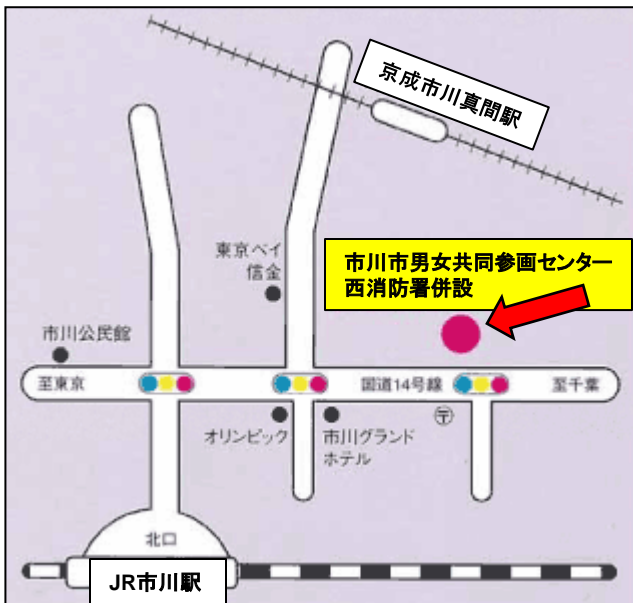 京成市川真間駅
東京ベイ
信金
市川市男女共同参画センター
西消防署併設
市川公民館
至東京
国道14号線
至千葉
〒
オリンピック
市川グランド
ホテル
北口
JR市川駅